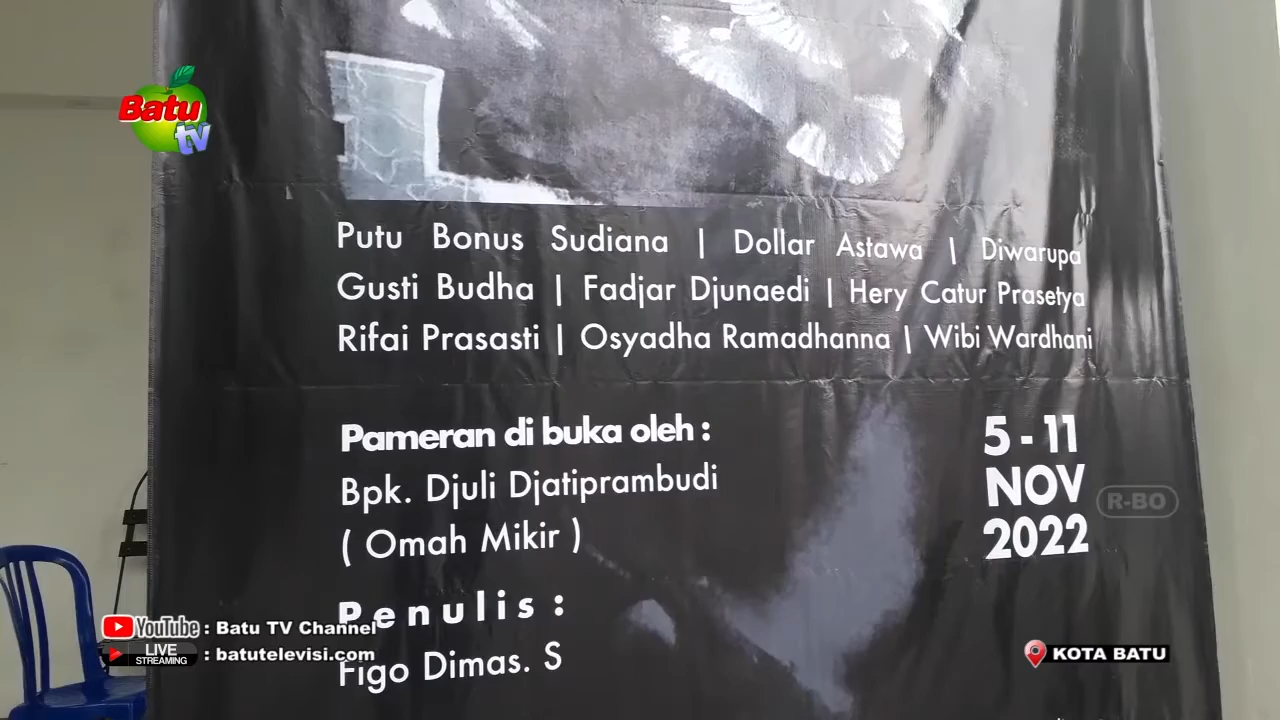 Batu
tv
Putu Bonus Sudiana | Dollar Astawa | Diwarupa
Gusti Budha | Fadjar Djunaedi | Hery Catur Prasetya
Rifai Prasasti | Osyadha Ramadhanna | Wibi Wardhani
Pameran di buka oleh :
Bpk. Djuli Djatiprambudi
( Omah Mikir )
5 - 11
NOV
2022
R-BO
Penulis :
Figo Dimas. S
YouTube : Batu TV Channel
LIVE STREAMING : batutelevisi.com
KOTA BATU